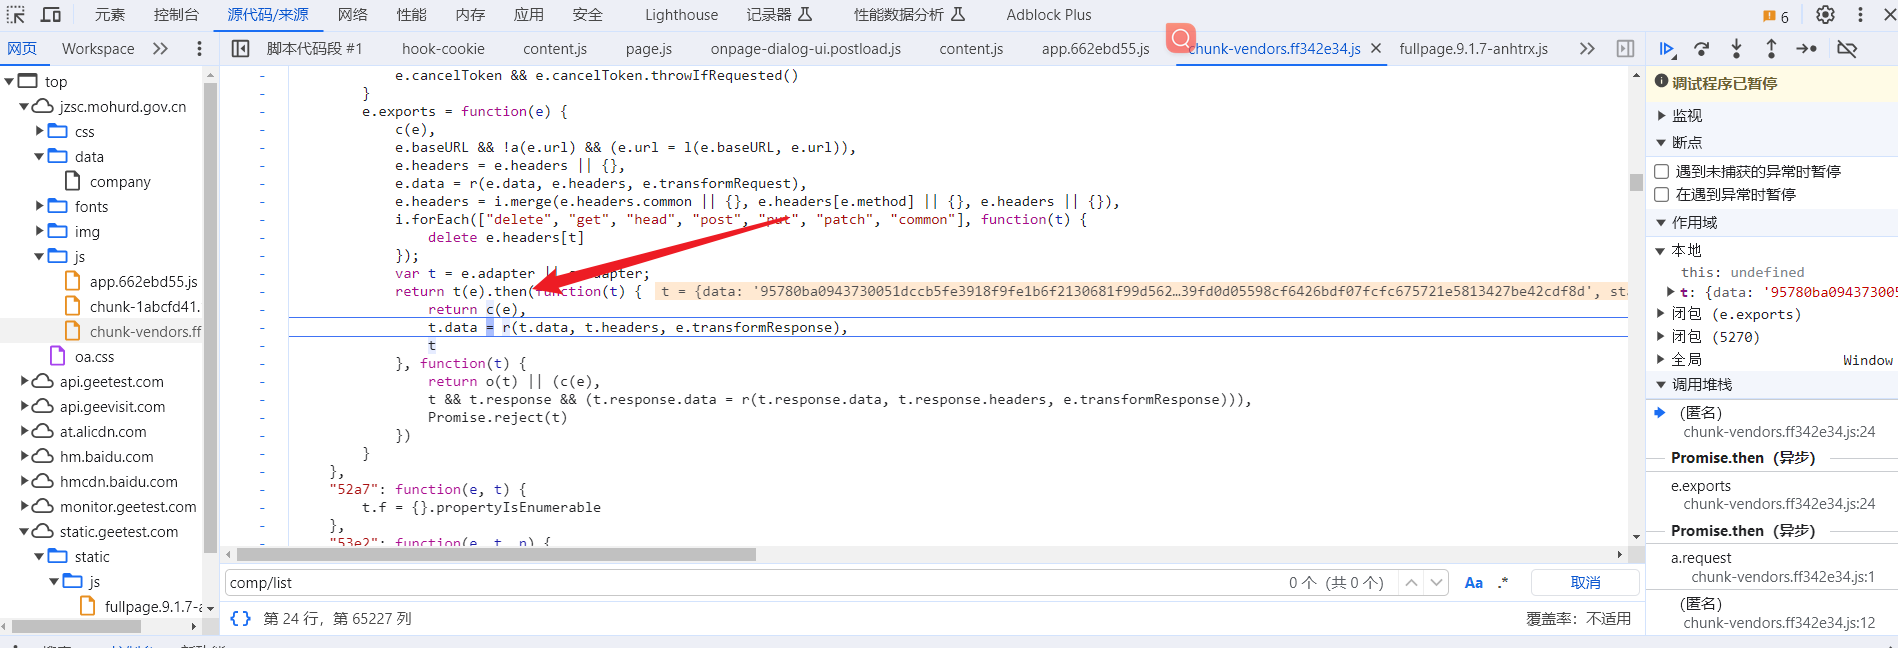 元素 控制台 源代码/来源 网络 性能 内存 应用 安全 Lighthouse 记录器 性能数据分析 Adblock Plus 6
网页 Workspace 脚本代码段 #1 hook-cookie content.js page.js onpage-dialog-ui.postload.js content.js app.662ebd55.js chunk-vendors.ff342e34.js fullpage.9.1.7-anhtrx.js
top
jzsc.mohurd.gov.cn
css
data
company
fonts
img
js
app.662ebd55.js
chunk-1abcfd41.
chunk-vendors.ff
oa.css
api.geetest.com
api.geevisit.com
at.alicdn.com
hm.baidu.com
hmcdn.baidu.com
monitor.geetest.com
static.geetest.com
static
js
fullpage.9.1.7-a
e.cancelToken && e.cancelToken.throwIfRequested()
}
e.exports = function(e) {
c(e),
e.baseURL && !a(e.url) && (e.url = l(e.baseURL, e.url)),
e.headers = e.headers || {},
e.data = r(e.data, e.headers, e.transformRequest),
e.headers = i.merge(e.headers.common || {}, e.headers[e.method] || {}, e.headers || {}),
i.forEach(["delete", "get", "head", "post", "put", "patch", "common"], function(t) {
delete e.headers[t]
});
var t = e.adapter || adapter;
return t(e).then(function(t) { t = {data: '95780ba0943730051dccb5fe3918f9fe1b6f2130681f99d562…39fd0d05598cf6426bdf07fcfc675721e5813427be42cdf8d', sta
return c(e),
t.data = r(t.data, t.headers, e.transformResponse),
t
}, function(t) {
return o(t) || (c(e),
t && t.response && (t.response.data = r(t.response.data, t.response.headers, e.transformResponse))),
Promise.reject(t)
})
}
},
"52a7": function(e, t) {
t.f = {}.propertyIsEnumerable
},
"53e2": function(e, t, n) {
comp/list 0 个 (共 0 个) Aa .* 取消
{} 第 24 行，第 65227 列 覆盖率：不适用
调试程序已暂停
监视
断点
遇到未捕获的异常时暂停
在遇到异常时暂停
作用域
本地
this: undefined
t: {data: '95780ba094373005
闭包 (e.exports)
闭包 (5270)
全局 Window
调用堆栈
(匿名)
chunk-vendors.ff342e34.js:24
Promise.then (异步)
e.exports
chunk-vendors.ff342e34.js:24
Promise.then (异步)
a.request
chunk-vendors.ff342e34.js:1
(匿名)
chunk-vendors.ff342e34.js:12